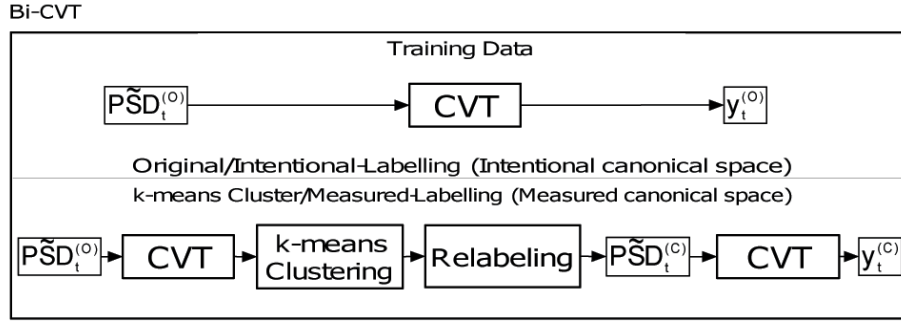 Bi-CVT
Training Data
PS̃D_t^(O) CVT y_t^(O)
Original/Intentional-Labelling (Intentional canonical space)
k-means Cluster/Measured-Labelling (Measured canonical space)
PS̃D_t^(O) CVT k-means Clustering Relabeling PS̃D_t^(C) CVT y_t^(C)